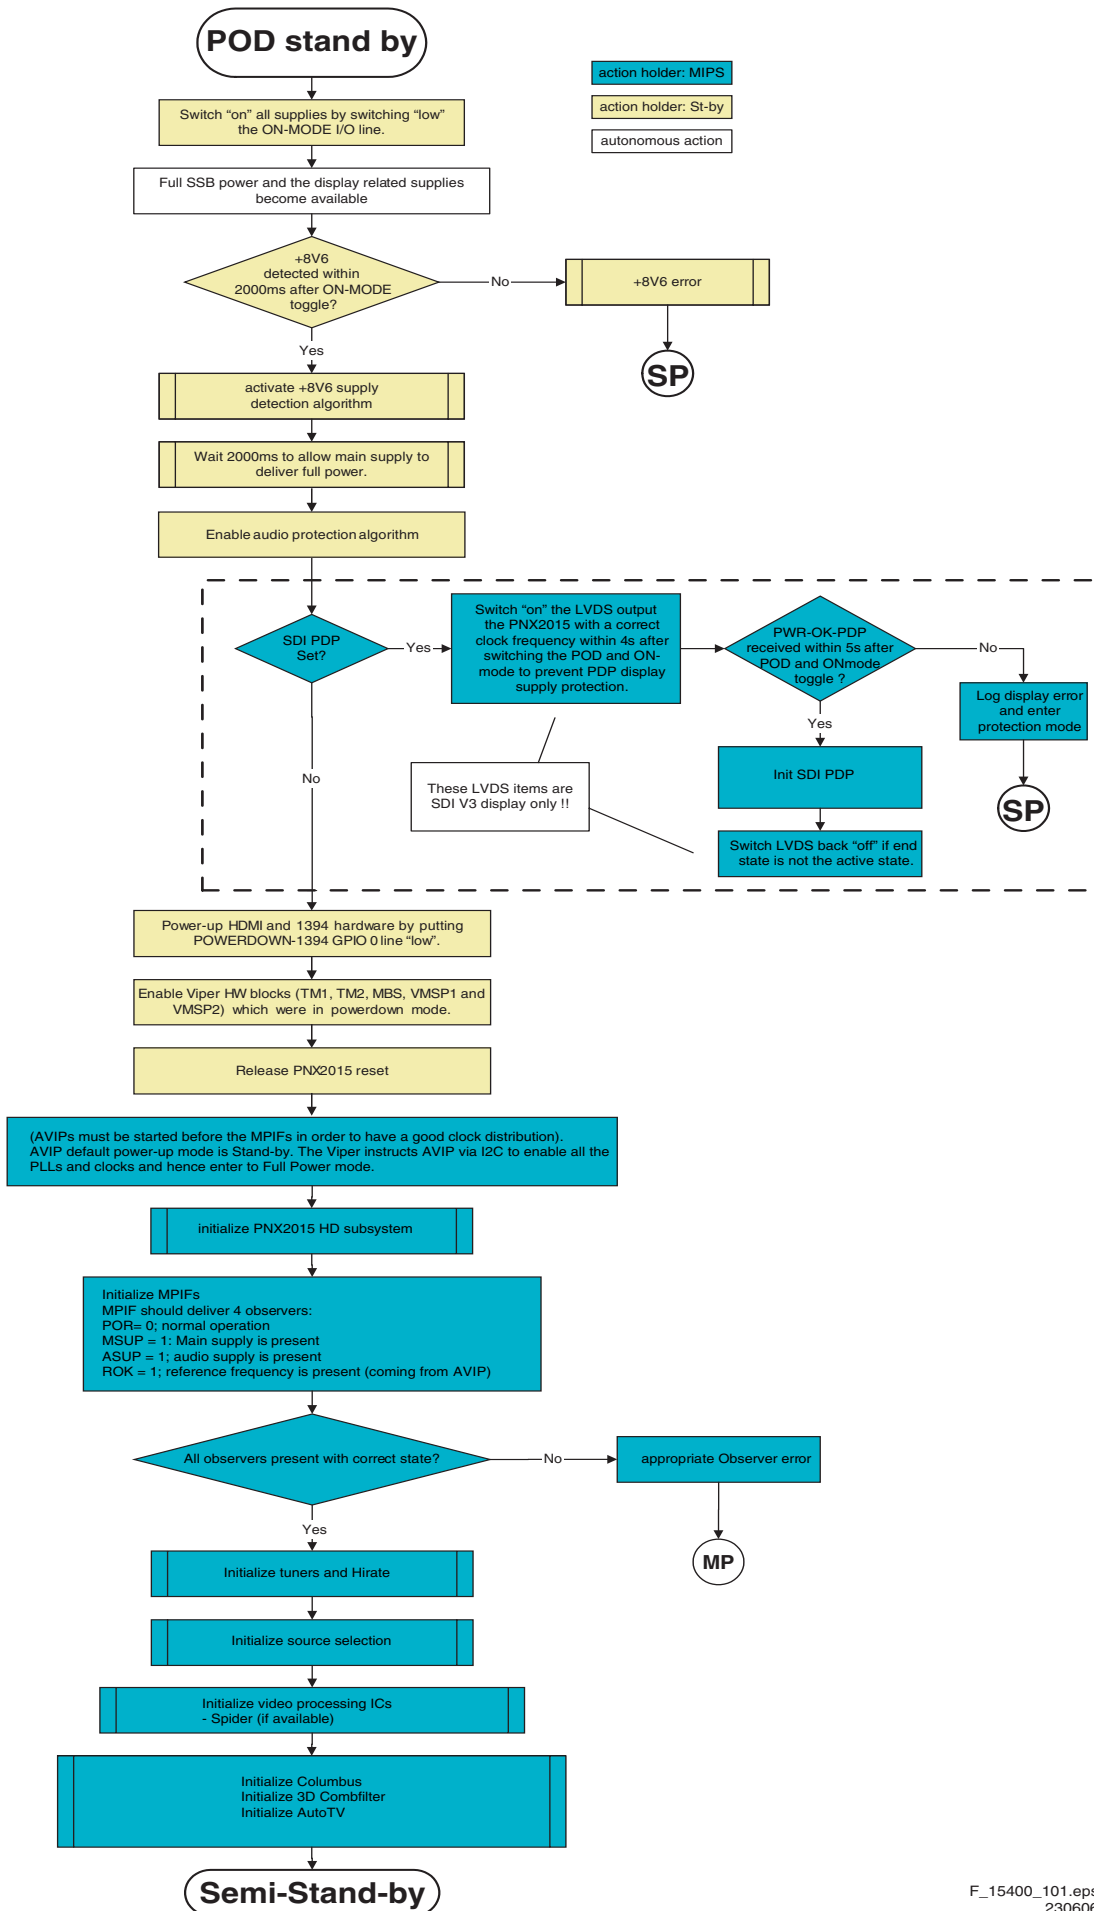 POD stand by
action holder: MIPS
action holder: St-by
autonomous action
Switch “on” all supplies by switching “low”
the ON-MODE I/O line.
Full SSB power and the display related supplies
become available
+8V6
detected within
2000ms after ON-MODE
toggle?
No
+8V6 error
SP
Yes
activate +8V6 supply
detection algorithm
Wait 2000ms to allow main supply to
deliver full power.
Enable audio protection algorithm
SDI PDP
Set?
Yes
Switch “on” the LVDS output
the PNX2015 with a correct
clock frequency within 4s after
switching the POD and ON-
mode to prevent PDP display
supply protection.
PWR-OK-PDP
received within 5s after
POD and ONmode
toggle ?
No
Log display error
and enter
protection mode
SP
Yes
Init SDI PDP
Switch LVDS back “off” if end
state is not the active state.
These LVDS items are
SDI V3 display only !!
No
Power-up HDMI and 1394 hardware by putting
POWERDOWN-1394 GPIO 0 line “low”.
Enable Viper HW blocks (TM1, TM2, MBS, VMSP1 and
VMSP2) which were in powerdown mode.
Release PNX2015 reset
(AVIPs must be started before the MPIFs in order to have a good clock distribution).
AVIP default power-up mode is Stand-by. The Viper instructs AVIP via I2C to enable all the
PLLs and clocks and hence enter to Full Power mode.
initialize PNX2015 HD subsystem
Initialize MPIFs
MPIF should deliver 4 observers:
POR= 0; normal operation
MSUP = 1: Main supply is present
ASUP = 1; audio supply is present
ROK = 1; reference frequency is present (coming from AVIP)
All observers present with correct state?
No
appropriate Observer error
MP
Yes
Initialize tuners and Hirate
Initialize source selection
Initialize video processing ICs
- Spider (if available)
Initialize Columbus
Initialize 3D Combfilter
Initialize AutoTV
Semi-Stand-by
F_15400_101.eps
230606